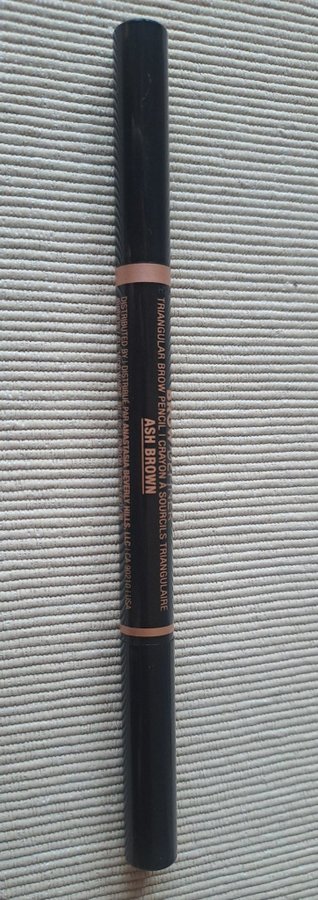 TRIANGULAR BROW PENCIL | CRAYON À SOURCILS TRIANGULAIRE
ASH BROWN
DISTRIBUTED BY / DISTRIBUÉ PAR ANASTASIA BEVERLY HILLS, LLC / CA 90210 / USA